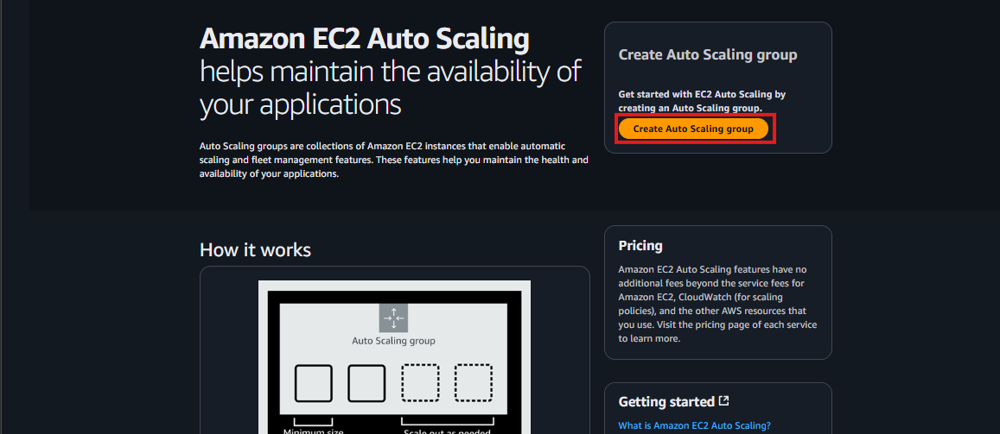 Amazon EC2 Auto Scaling
helps maintain the availability of
your applications
Auto Scaling groups are collections of Amazon EC2 instances that enable automatic
scaling and fleet management features. These features help you maintain the health and
availability of your applications.
Create Auto Scaling group
Get started with EC2 Auto Scaling by
creating an Auto Scaling group.
Create Auto Scaling group
How it works
Auto Scaling group
Minimum size
Scale out as needed
Pricing
Amazon EC2 Auto Scaling features have no
additional fees beyond the service fees for
Amazon EC2, CloudWatch (for scaling
policies), and the other AWS resources that
you use. Visit the pricing page of each service
to learn more.
Getting started
What is Amazon EC2 Auto Scaling?